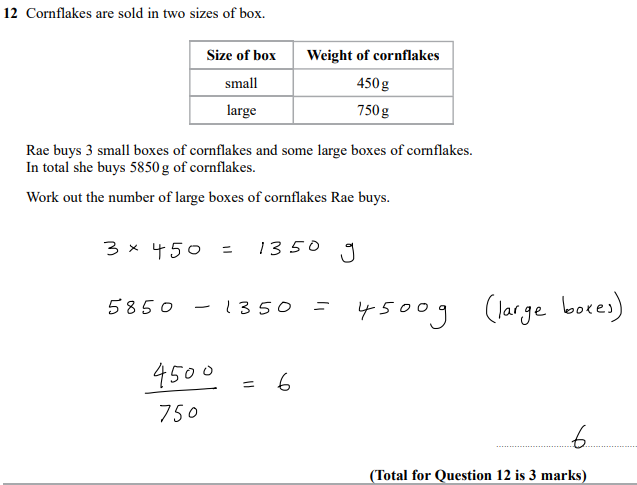 12 Cornflakes are sold in two sizes of box.
Size of box Weight of cornflakes
small 450 g
large 750 g
Rae buys 3 small boxes of cornflakes and some large boxes of cornflakes.
In total she buys 5850 g of cornflakes.
Work out the number of large boxes of cornflakes Rae buys.
3 × 450 = 1350 g
5850 - 1350 = 4500g (large boxes)
4500
= 6
750
6
(Total for Question 12 is 3 marks)